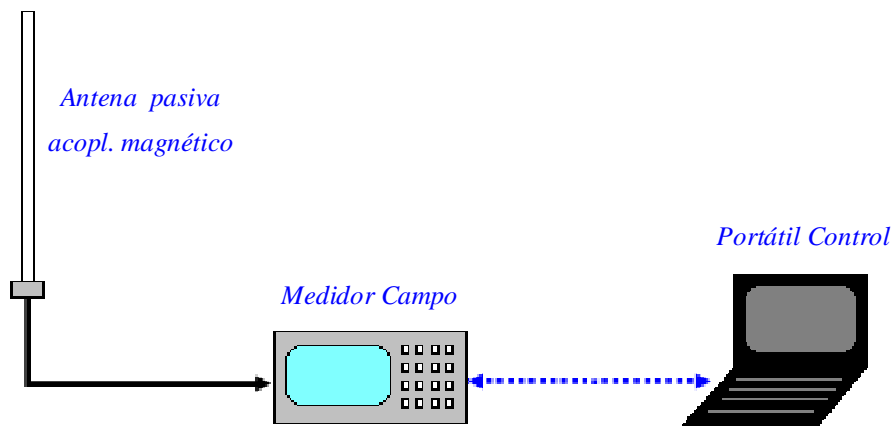 Antena pasiva
acopl. magnético
Portátil Control
Medidor Campo